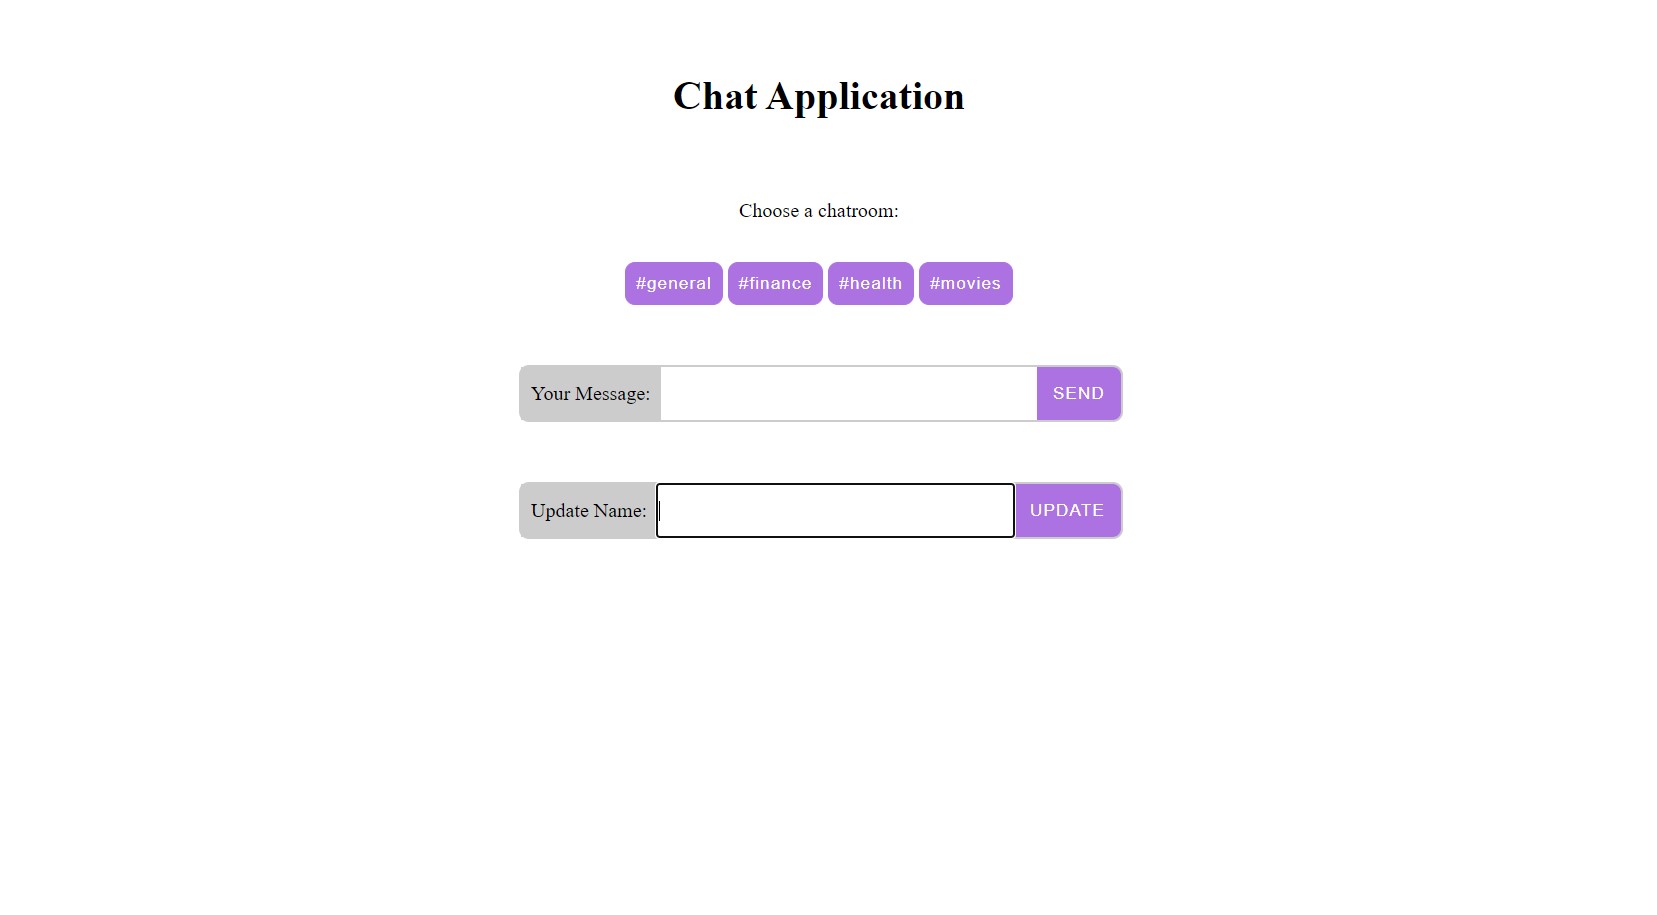 Chat Application
Choose a chatroom:
#general #finance #health #movies
Your Message: SEND
Update Name: UPDATE